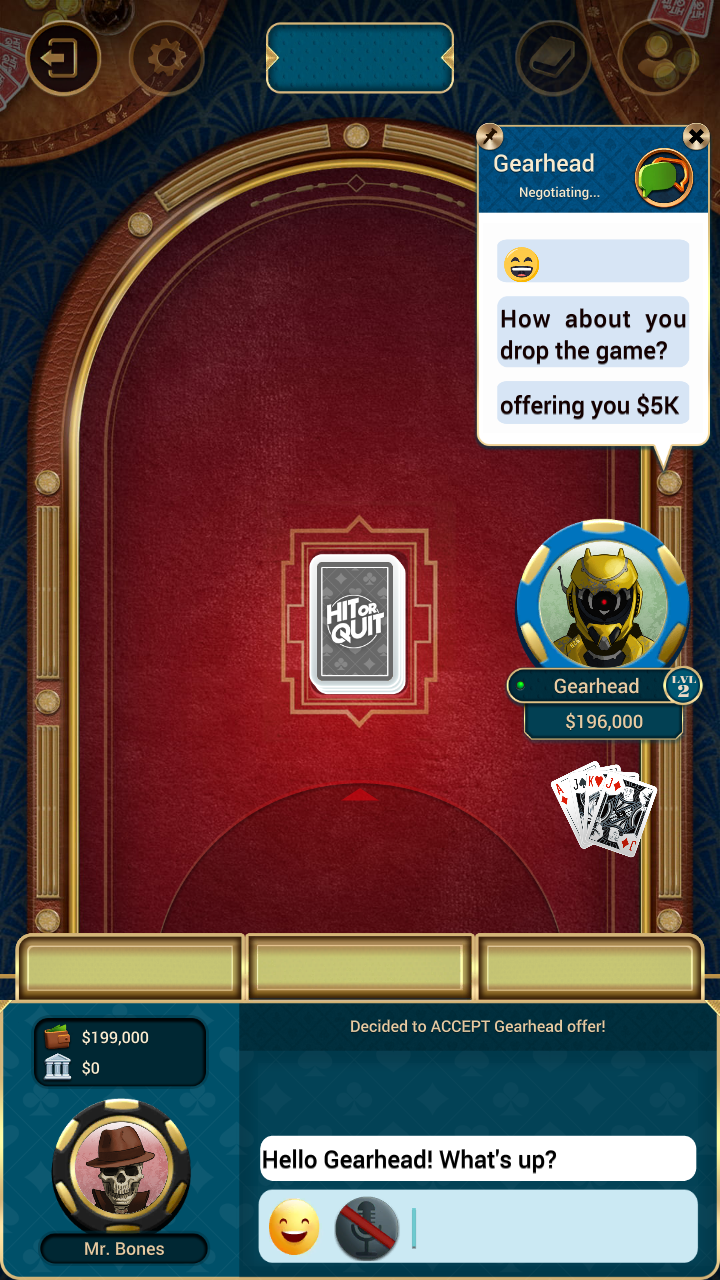 Gearhead
Negotiating...
How about you
drop the game?
offering you $5K
HIT OR
QUIT
Gearhead
LVL
2
$196,000
A
J
K
J
J
Decided to ACCEPT Gearhead offer!
$199,000
$0
Hello Gearhead! What's up?
Mr. Bones